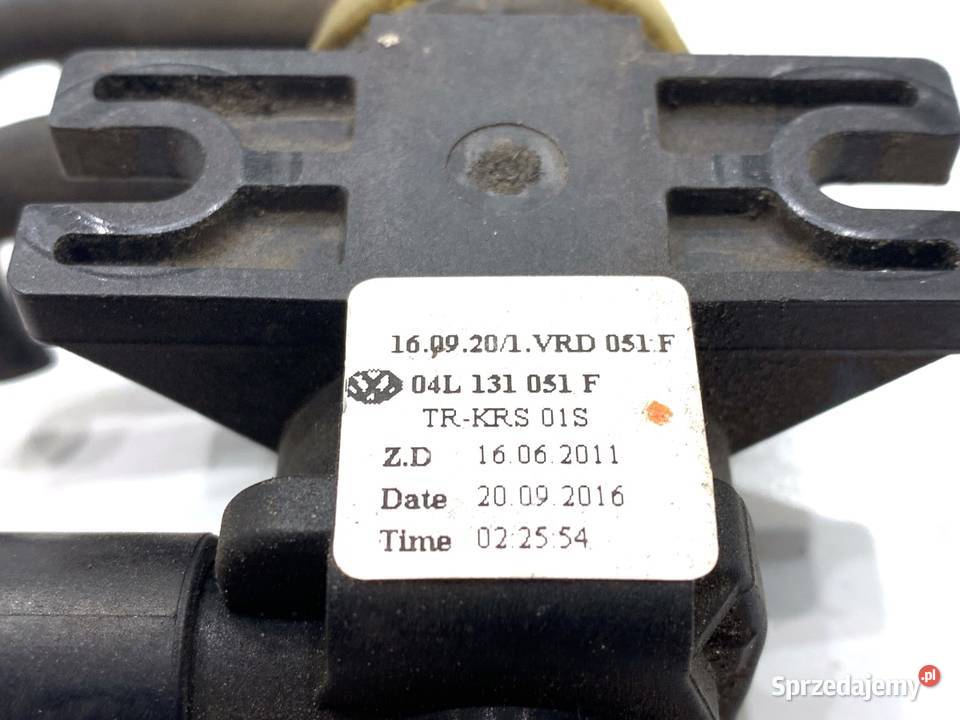 16.09.20/1.VRD 051 F
04L 131 051 F
TR-KRS 01S
Z.D 16.06.2011
Date 20.09.2016
Time 02:25:54
Sprzedajemy.pl